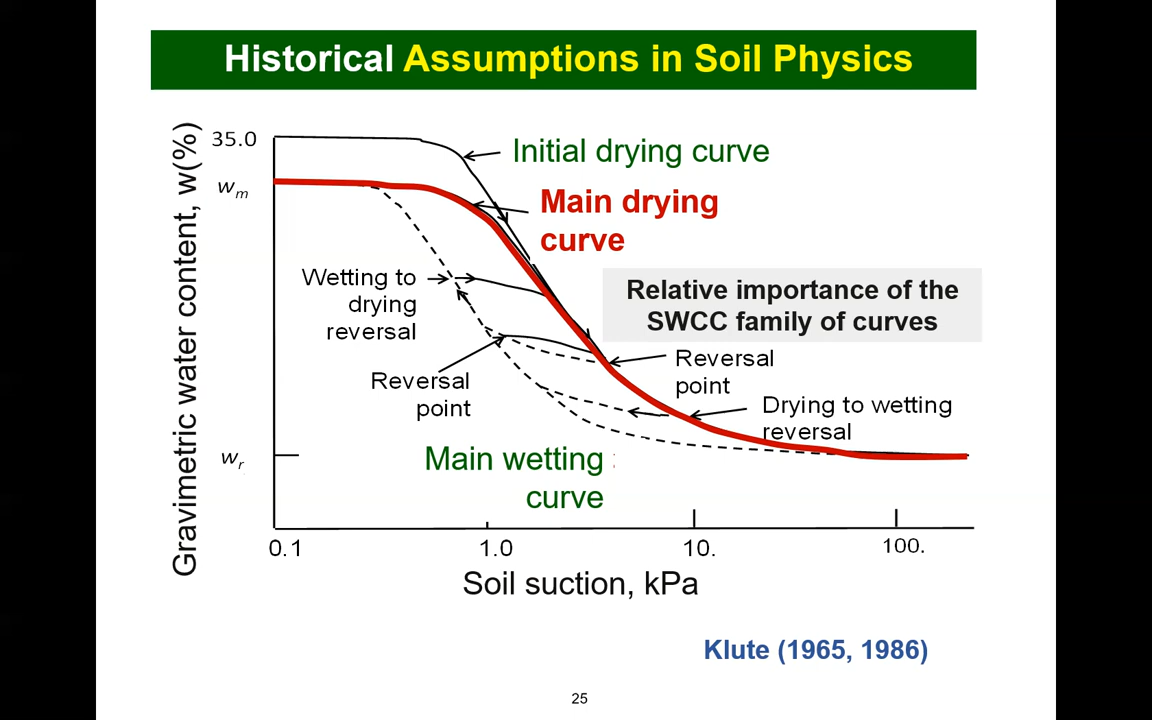 Historical Assumptions in Soil Physics
35.0
Initial drying curve
w_m
Main drying
curve
Wetting to
drying
reversal
Relative importance of the
SWCC family of curves
Reversal
point
Reversal
point
Drying to wetting
reversal
w_r
Main wetting
curve
Gravimetric water content, w(%)
0.1
1.0
10.
100.
Soil suction, kPa
Klute (1965, 1986)
25